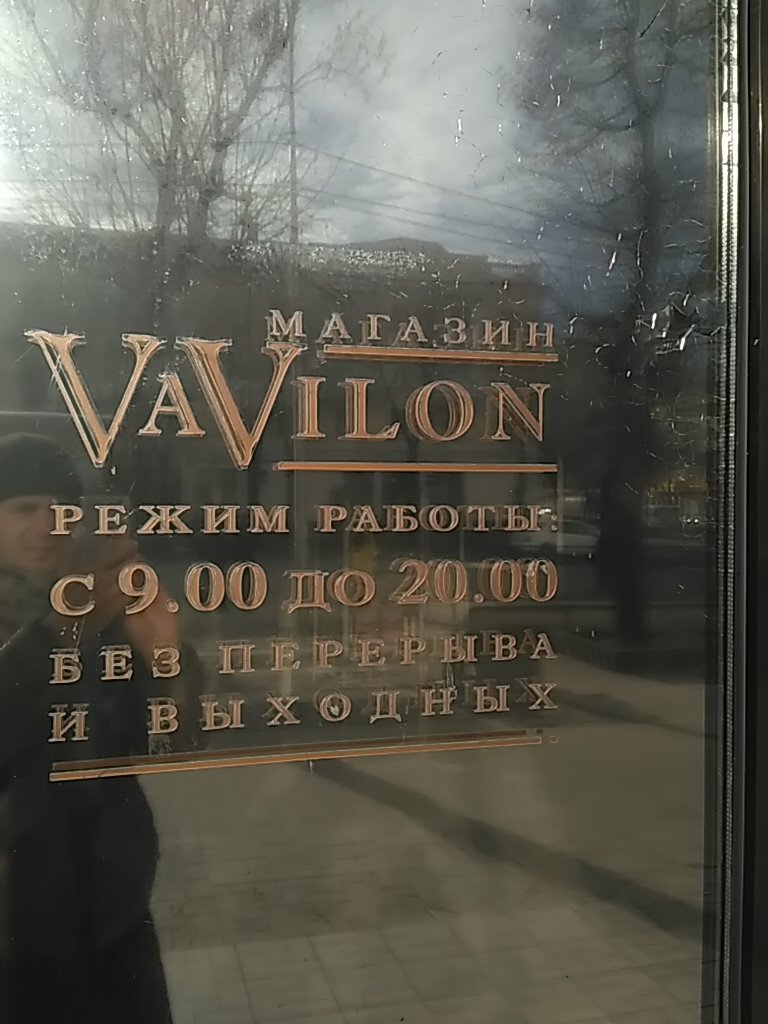 МАГАЗИН
VAVILON
РЕЖИМ РАБОТЫ:
С 9.00 ДО 20.00
БЕЗ ПЕРЕРЫВА
И ВЫХОДНЫХ